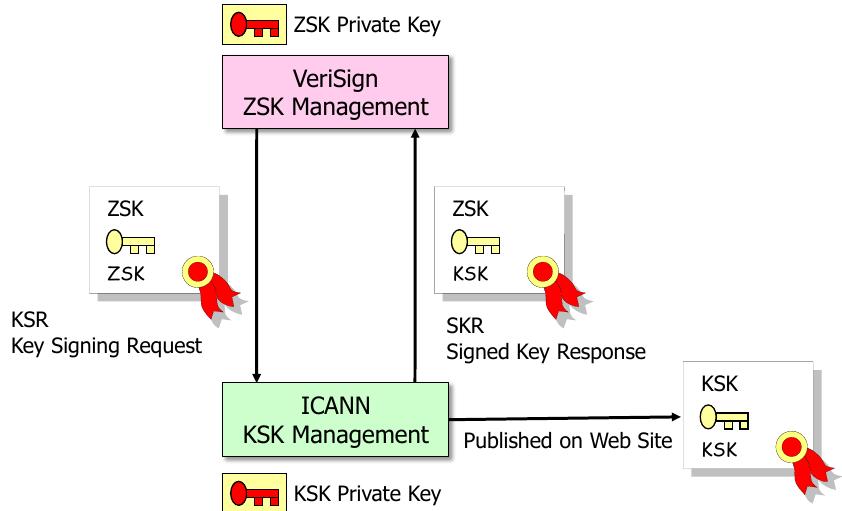 ZSK Private Key
VeriSign
ZSK Management
ZSK
ZSK
KSR
Key Signing Request
ZSK
KSK
SKR
Signed Key Response
ICANN
KSK Management
Published on Web Site
KSK
KSK
KSK Private Key